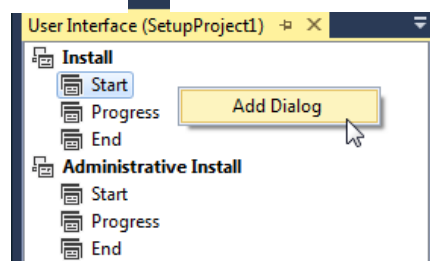 User Interface (SetupProject1)
Install
Start
Add Dialog
Progress
End
Administrative Install
Start
Progress
End